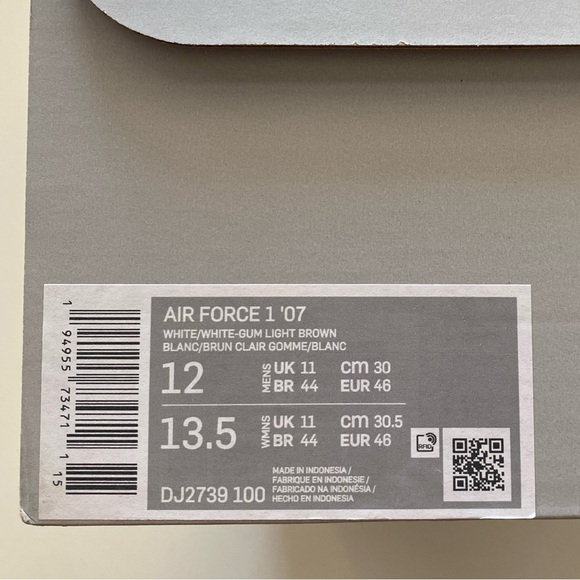 AIR FORCE 1 '07
WHITE/WHITE-GUM LIGHT BROWN
BLANC/BRUN CLAIR GOMME/BLANC
12 MENS UK 11 cm 30
BR 44 EUR 46
13.5 WMNS UK 11 cm 30.5
BR 44 EUR 46
RFID
DJ2739 100
MADE IN INDONESIA /
FABRIQUE EN INDONESIE /
FABRICADO NA INDONÉSIA /
HECHO EN INDONESIA
1 94955 73471 1 15